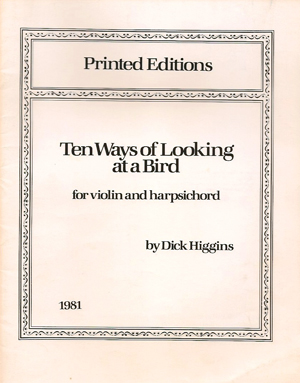 Printed Editions
Ten Ways of Looking
at a Bird
for violin and harpsichord
by Dick Higgins
1981